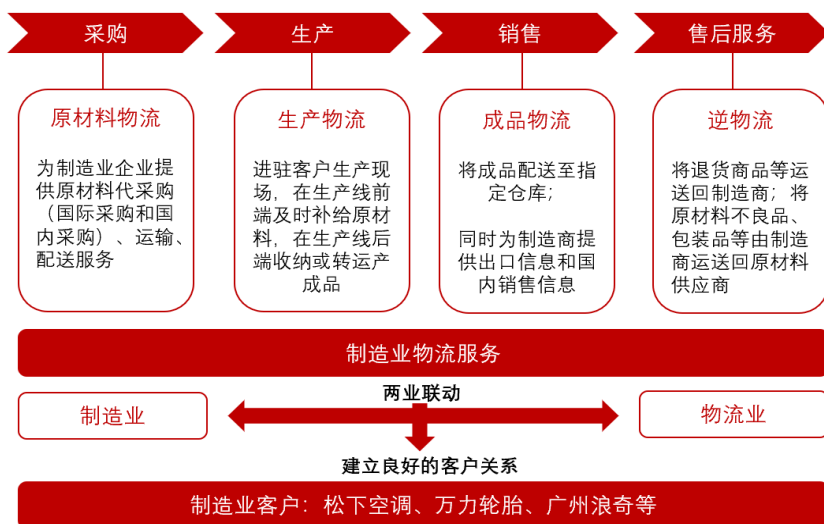 采购
生产
销售
售后服务
原材料物流
为制造业企业提
供原材料代采购
（国际采购和国
内采购）、运输、
配送服务
生产物流
进驻客户生产现
场，在生产线前
端及时补给原材
料，在生产线后
端收纳或转运产
成品
成品物流
将成品配送至指
定仓库；
同时为制造商提
供出口信息和国
内销售信息
逆物流
将退货商品等运
送回制造商；将
原材料不良品、
包装品等由制造
商运送回原材料
供应商
制造业物流服务
制造业
两业联动
物流业
建立良好的客户关系
制造业客户：松下空调、万力轮胎、广州浪奇等